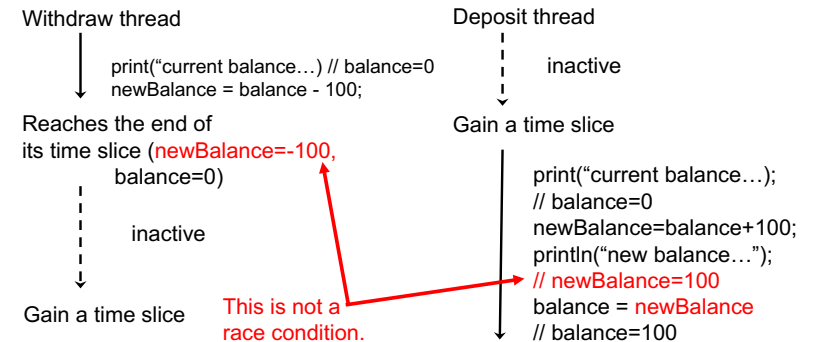 Withdraw thread
print(“current balance…) // balance=0
newBalance = balance - 100;
Reaches the end of
its time slice (newBalance=-100,
balance=0)
inactive
Gain a time slice
This is not a
race condition.
Deposit thread
inactive
Gain a time slice
print(“current balance…);
// balance=0
newBalance=balance+100;
println(“new balance…”);
// newBalance=100
balance = newBalance
// balance=100